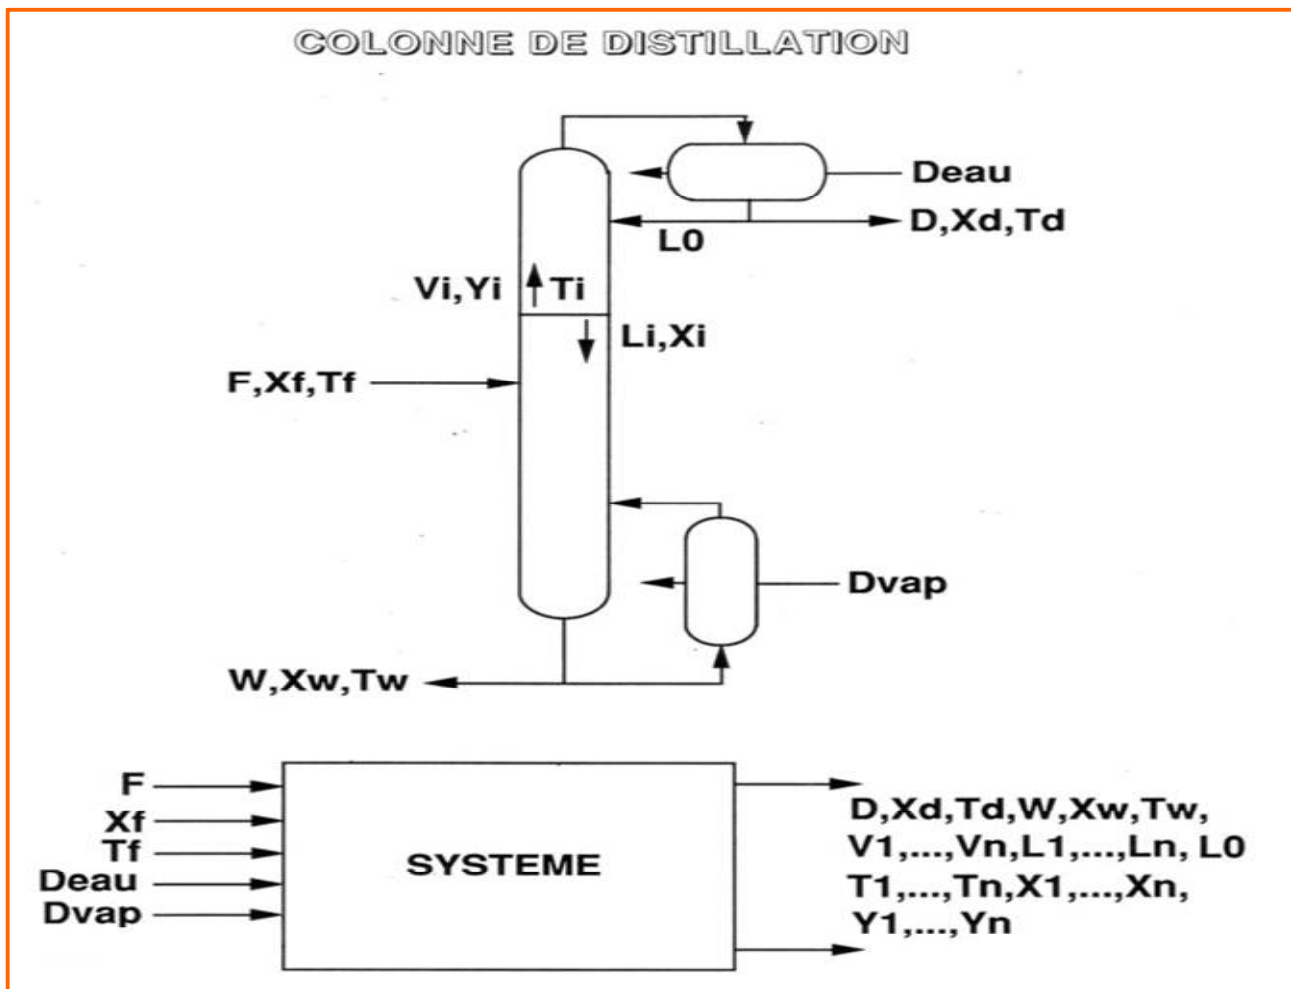 COLONNE DE DISTILLATION
Deau
D,Xd,Td
L0
Vi,Yi
Ti
Li,Xi
F,Xf,Tf
Dvap
W,Xw,Tw
F
Xf
Tf
Deau
Dvap
SYSTEME
D,Xd,Td,W,Xw,Tw,
V1,...,Vn,L1,...,Ln, L0
T1,...,Tn,X1,...,Xn,
Y1,...,Yn